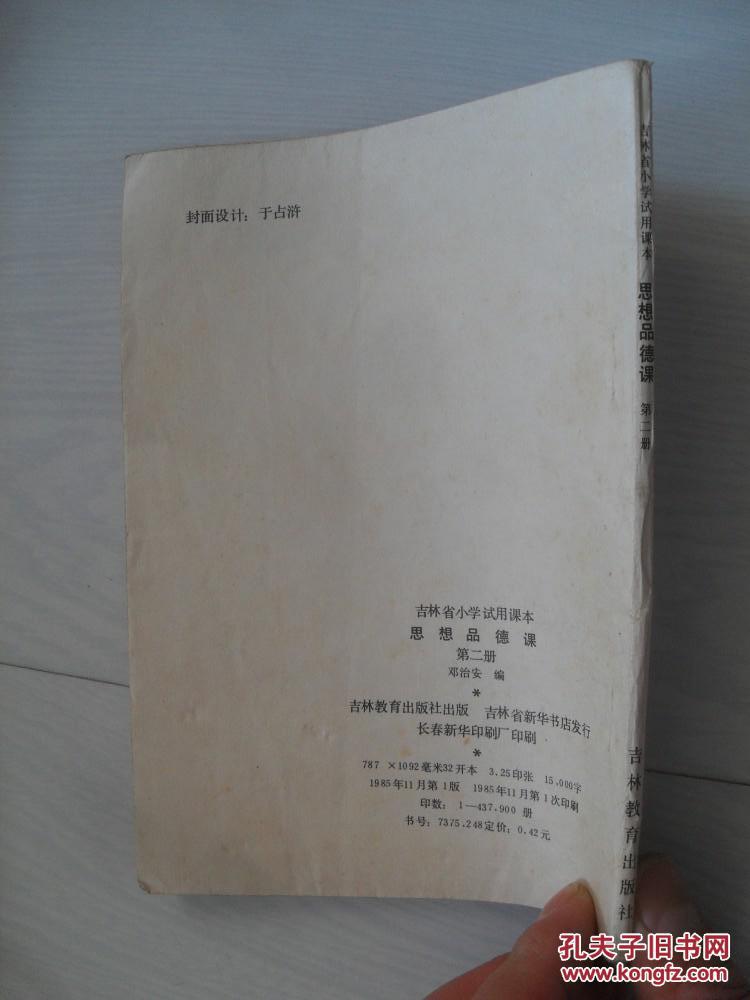 封面设计：于占浒
吉林省小学试用课本
思想品德课
第二册
邓治安 编
*
吉林教育出版社出版 吉林省新华书店发行
长春新华印刷厂印刷
*
787×1092毫米32开本 3.25印张 15,000字
1985年11月第1版 1985年11月第1次印刷
印数：1—437,900册
书号：7375.248定价：0.42元
吉林省小学试用课本 思想品德课 第二册
吉林教育出版社
孔夫子旧书网
www.kongfz.com